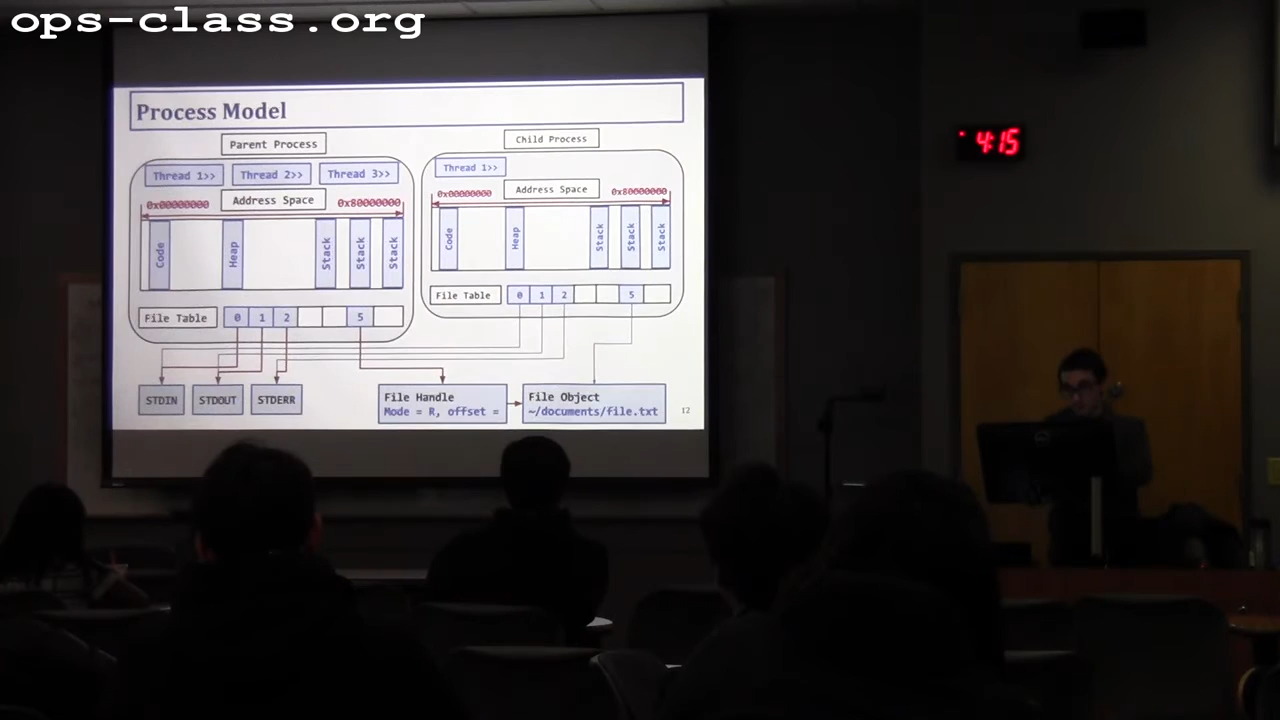 ops-class.org
Process Model
Parent Process
Child Process
Thread 1>>
Thread 2>>
Thread 3>>
Thread 1>>
0x00000000
Address Space
0x80000000
0x00000000
Address Space
0x80000000
Code
Heap
Stack
Stack
Stack
Code
Heap
Stack
Stack
Stack
File Table
0
1
2
5
File Table
0
1
2
5
STDIN
STDOUT
STDERR
File Handle
Mode = R, offset =
File Object
~/documents/file.txt
12
4:15